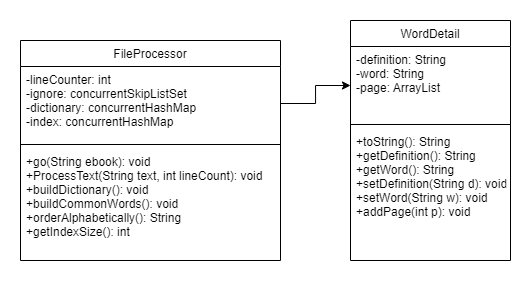 FileProcessor
-lineCounter: int
-ignore: concurrentSkipListSet
-dictionary: concurrentHashMap
-index: concurrentHashMap
+go(String ebook): void
+ProcessText(String text, int lineCount): void
+buildDictionary(): void
+buildCommonWords(): void
+orderAlphabetically(): String
+getIndexSize(): int
WordDetail
-definition: String
-word: String
-page: ArrayList
+toString(): String
+getDefinition(): String
+getWord(): String
+setDefinition(String d): void
+setWord(String w): void
+addPage(int p): void